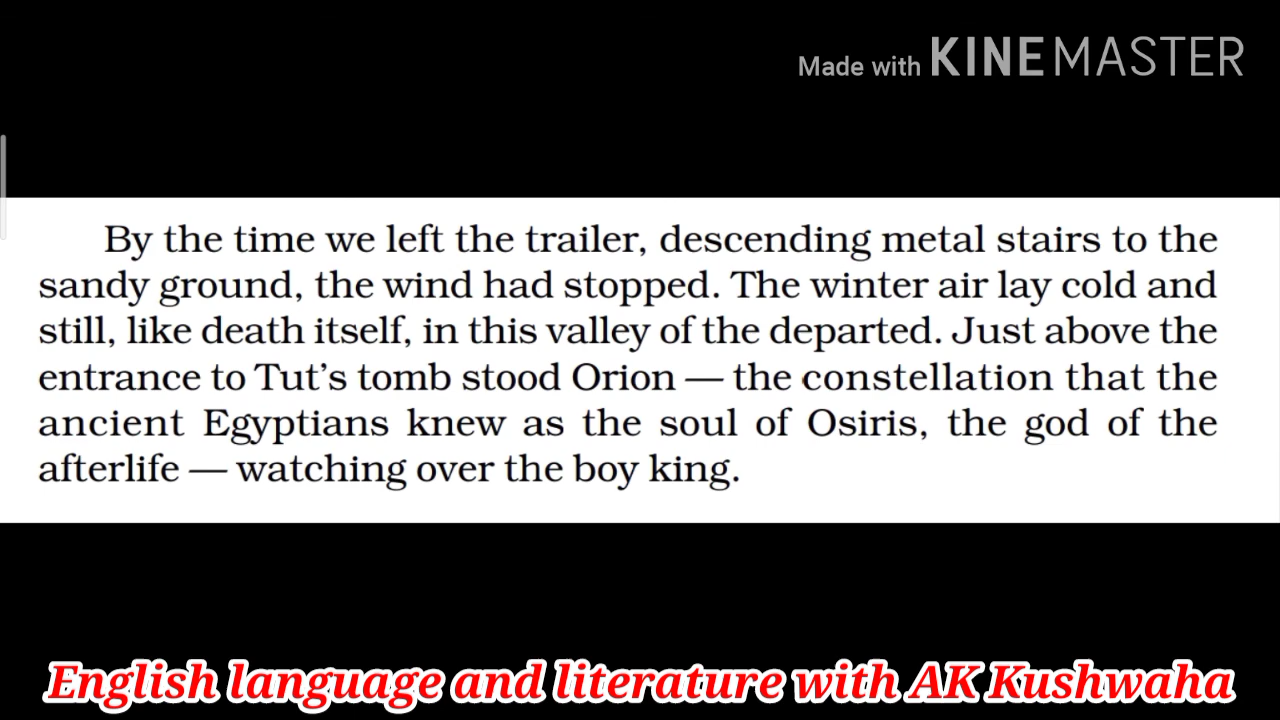 Made with KINEMASTER
By the time we left the trailer, descending metal stairs to the
sandy ground, the wind had stopped. The winter air lay cold and
still, like death itself, in this valley of the departed. Just above the
entrance to Tut's tomb stood Orion — the constellation that the
ancient Egyptians knew as the soul of Osiris, the god of the
afterlife — watching over the boy king.
English language and literature with AK Kushwaha